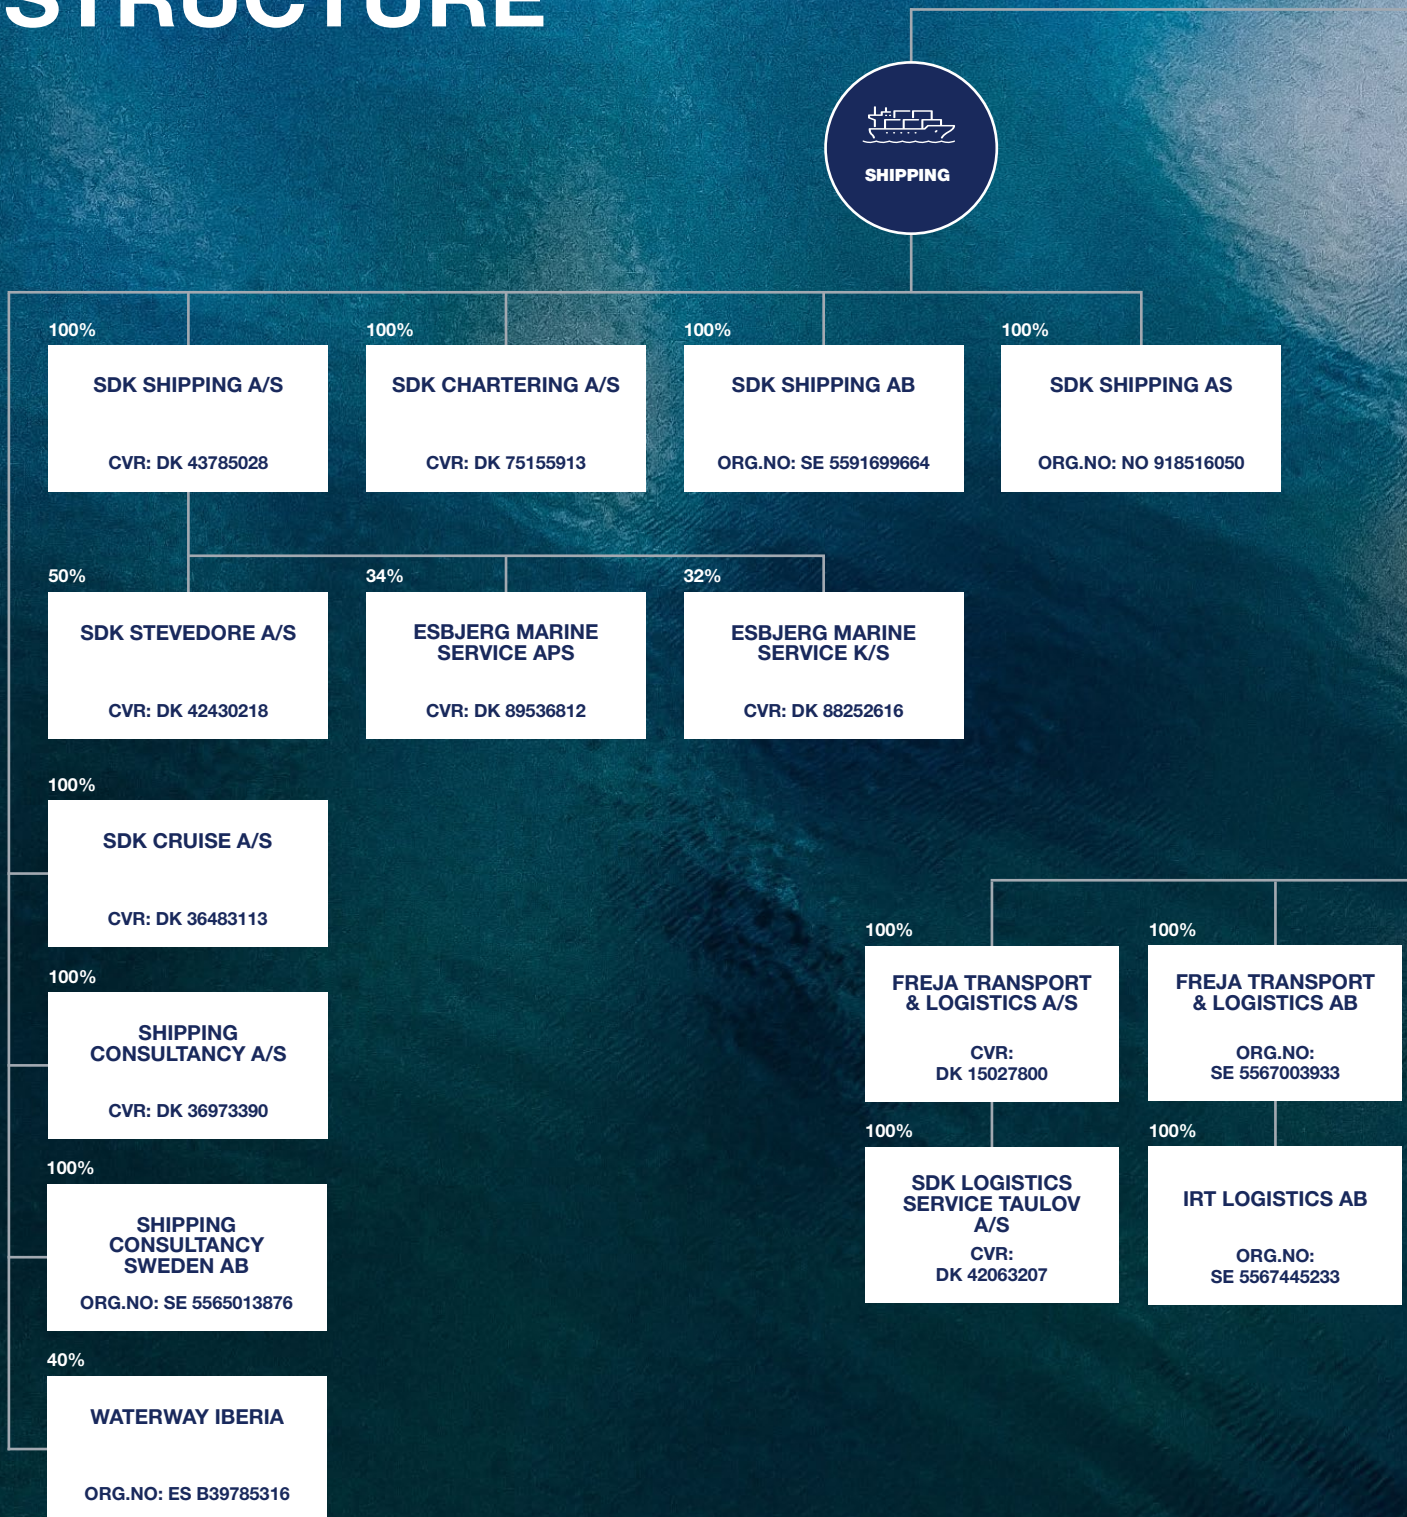 STRUCTURE
SHIPPING
100%
SDK SHIPPING A/S
CVR: DK 43785028
100%
SDK CHARTERING A/S
CVR: DK 75155913
100%
SDK SHIPPING AB
ORG.NO: SE 5591699664
100%
SDK SHIPPING AS
ORG.NO: NO 918516050
50%
SDK STEVEDORE A/S
CVR: DK 42430218
34%
ESBJERG MARINE
SERVICE APS
CVR: DK 89536812
32%
ESBJERG MARINE
SERVICE K/S
CVR: DK 88252616
100%
SDK CRUISE A/S
CVR: DK 36483113
100%
SHIPPING
CONSULTANCY A/S
CVR: DK 36973390
100%
SHIPPING
CONSULTANCY
SWEDEN AB
ORG.NO: SE 5565013876
40%
WATERWAY IBERIA
ORG.NO: ES B39785316
100%
FREJA TRANSPORT
& LOGISTICS A/S
CVR:
DK 15027800
100%
FREJA TRANSPORT
& LOGISTICS AB
ORG.NO:
SE 5567003933
100%
SDK LOGISTICS
SERVICE TAULOV
A/S
CVR:
DK 42063207
100%
IRT LOGISTICS AB
ORG.NO:
SE 5567445233